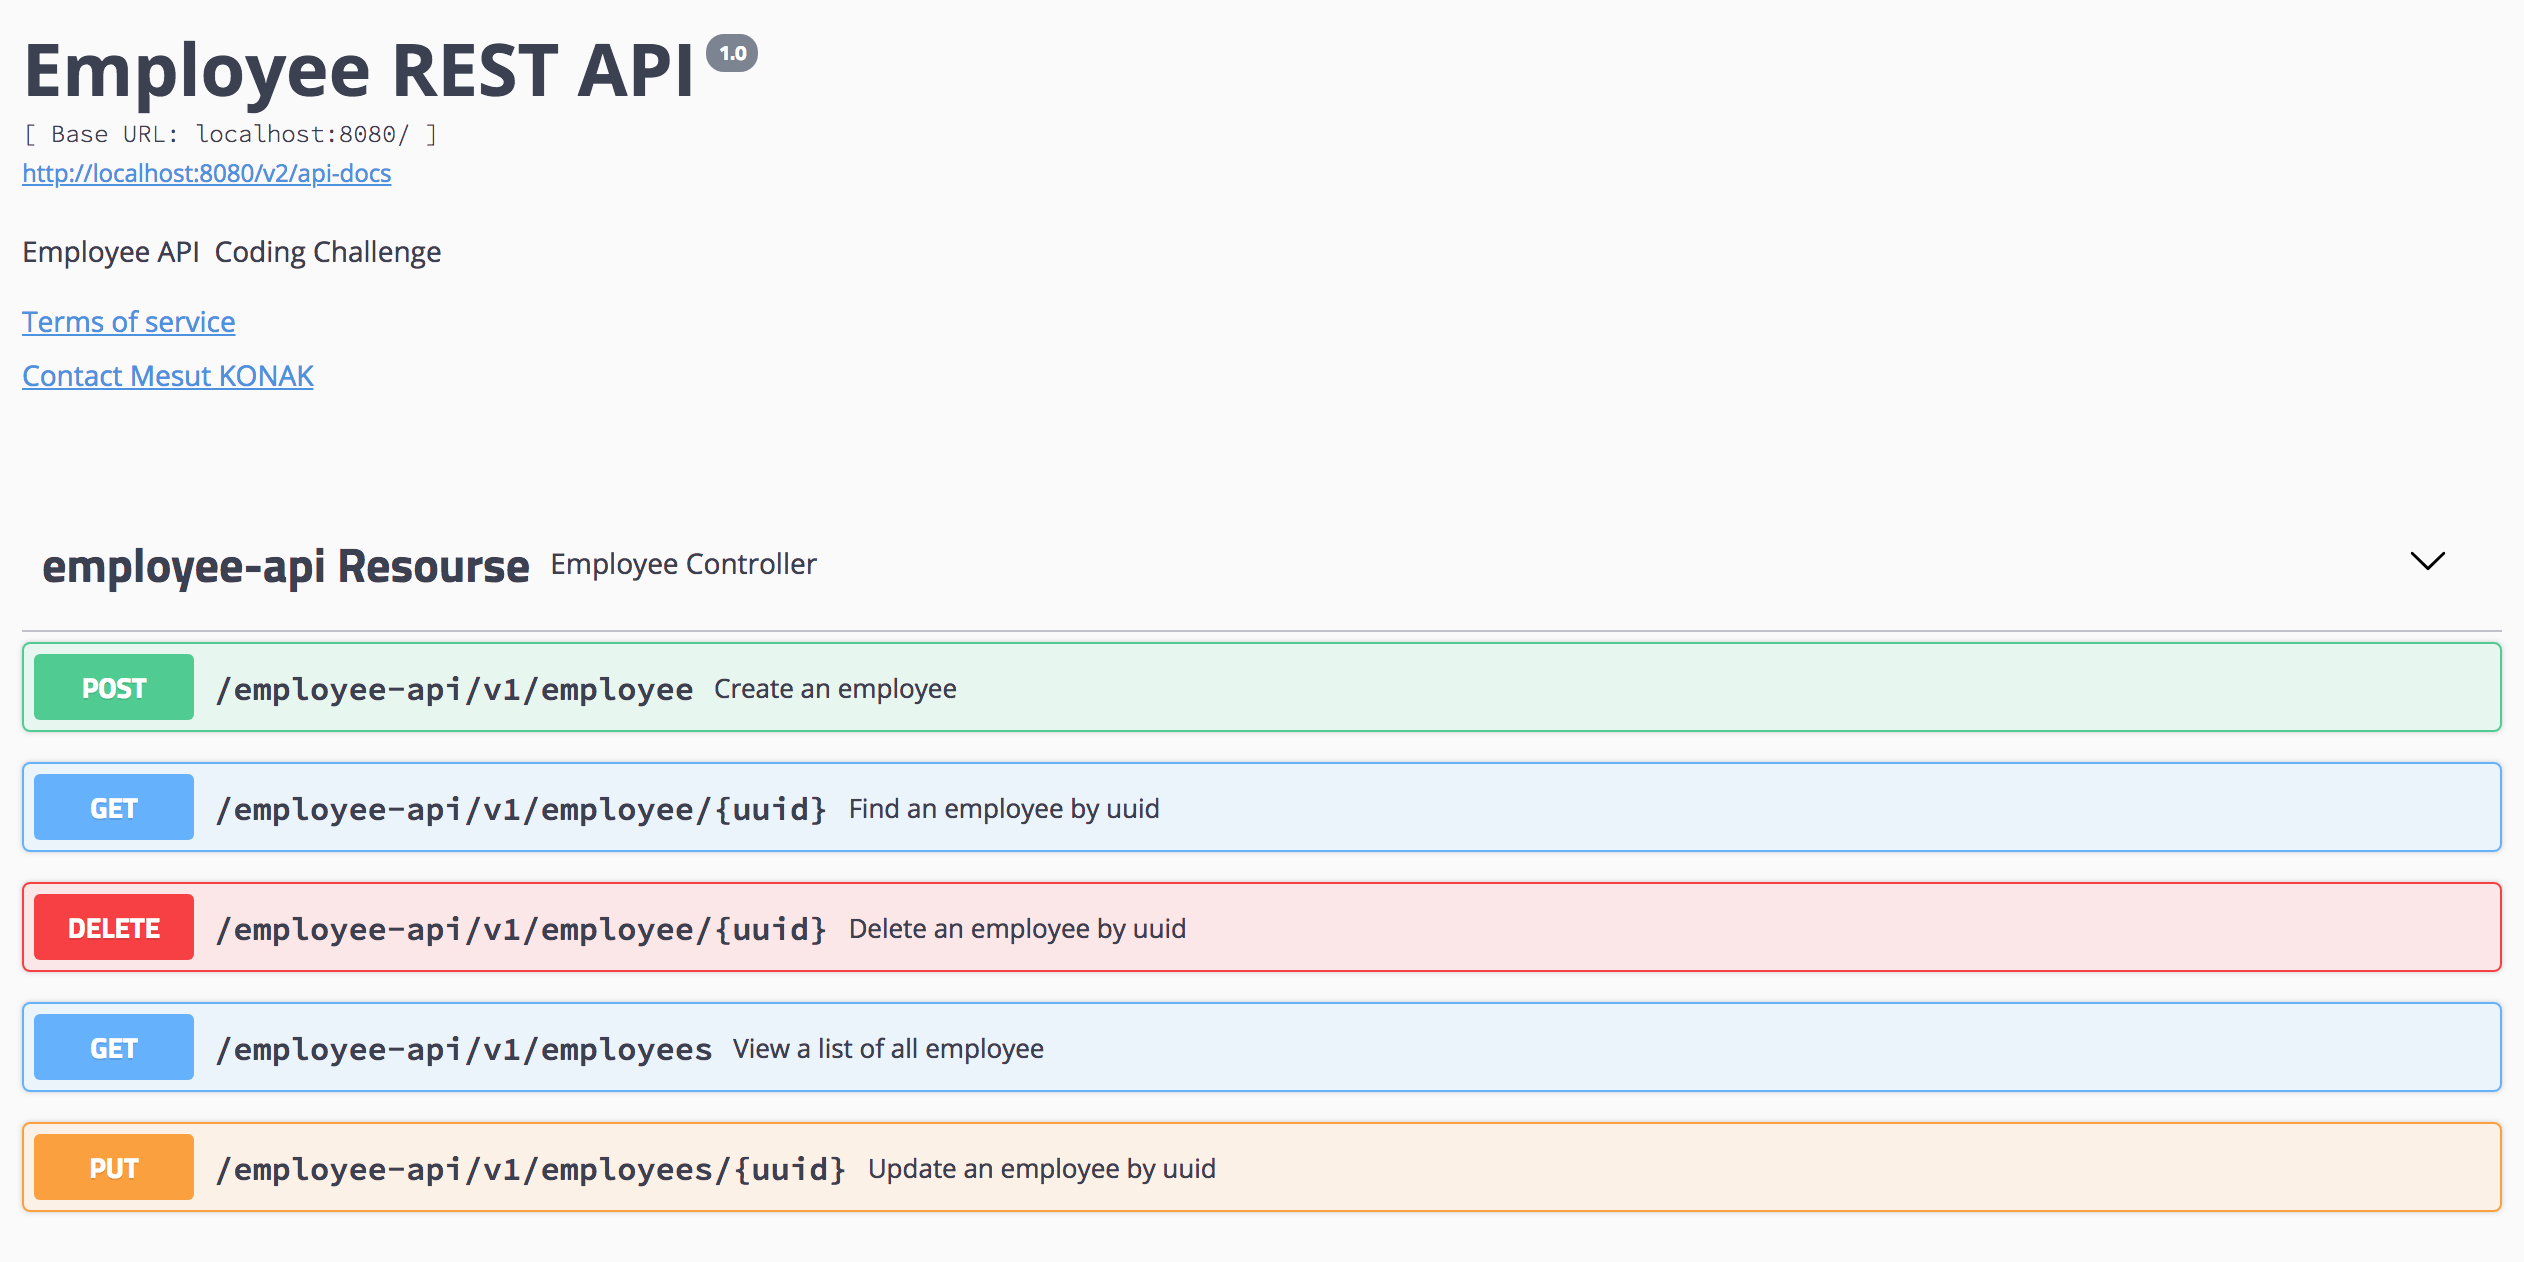 Employee REST API 1.0
[ Base URL: localhost:8080/ ]
http://localhost:8080/v2/api-docs
Employee API  Coding Challenge
Terms of service
Contact Mesut KONAK
employee-api Resourse Employee Controller
POST /employee-api/v1/employee Create an employee
GET /employee-api/v1/employee/{uuid} Find an employee by uuid
DELETE /employee-api/v1/employee/{uuid} Delete an employee by uuid
GET /employee-api/v1/employees View a list of all employee
PUT /employee-api/v1/employees/{uuid} Update an employee by uuid